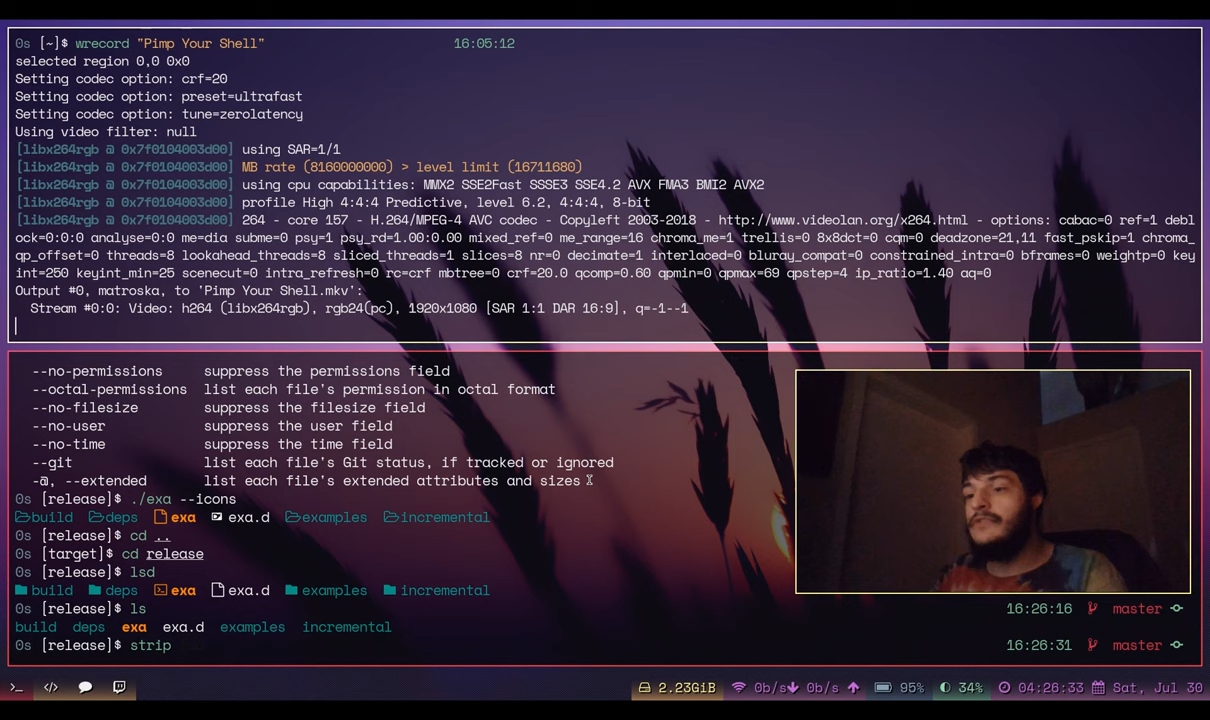 0s [~]$ wrecord "Pimp Your Shell" 16:05:12
selected region 0,0 0x0
Setting codec option: crf=20
Setting codec option: preset=ultrafast
Setting codec option: tune=zerolatency
Using video filter: null
[libx264rgb @ 0x7f0104003d00] using SAR=1/1
[libx264rgb @ 0x7f0104003d00] MB rate (8160000000) > level limit (16711680)
[libx264rgb @ 0x7f0104003d00] using cpu capabilities: MMX2 SSE2Fast SSSE3 SSE4.2 AVX FMA3 BMI2 AVX2
[libx264rgb @ 0x7f0104003d00] profile High 4:4:4 Predictive, level 6.2, 4:4:4, 8-bit
[libx264rgb @ 0x7f0104003d00] 264 - core 157 - H.264/MPEG-4 AVC codec - Copyleft 2003-2018 - http://www.videolan.org/x264.html - options: cabac=0 ref=1 debl
ock=0:0:0 analyse=0:0 me=dia subme=0 psy=1 psy_rd=1.00:0.00 mixed_ref=0 me_range=16 chroma_me=1 trellis=0 8x8dct=0 cqm=0 deadzone=21,11 fast_pskip=1 chroma_
qp_offset=0 threads=8 lookahead_threads=8 sliced_threads=1 slices=8 nr=0 decimate=1 interlaced=0 bluray_compat=0 constrained_intra=0 bframes=0 weightp=0 key
int=250 keyint_min=25 scenecut=0 intra_refresh=0 rc=crf mbtree=0 crf=20.0 qcomp=0.60 qpmin=0 qpmax=69 qpstep=4 ip_ratio=1.40 aq=0
Output #0, matroska, to 'Pimp Your Shell.mkv':
Stream #0:0: Video: h264 (libx264rgb), rgb24(pc), 1920x1080 [SAR 1:1 DAR 16:9], q=-1--1
--no-permissions suppress the permissions field
--octal-permissions list each file's permission in octal format
--no-filesize suppress the filesize field
--no-user suppress the user field
--no-time suppress the time field
--git list each file's Git status, if tracked or ignored
-@, --extended list each file's extended attributes and sizes
0s [release]$ ./exa --icons
build deps exa exa.d examples incremental
0s [release]$ cd ..
0s [target]$ cd release
0s [release]$ lsd
build deps exa exa.d examples incremental
0s [release]$ ls 16:26:16 master
build deps exa exa.d examples incremental
0s [release]$ strip 16:26:31 master
2.23GiB 0b/s 0b/s 95% 34% 04:26:33 Sat, Jul 30